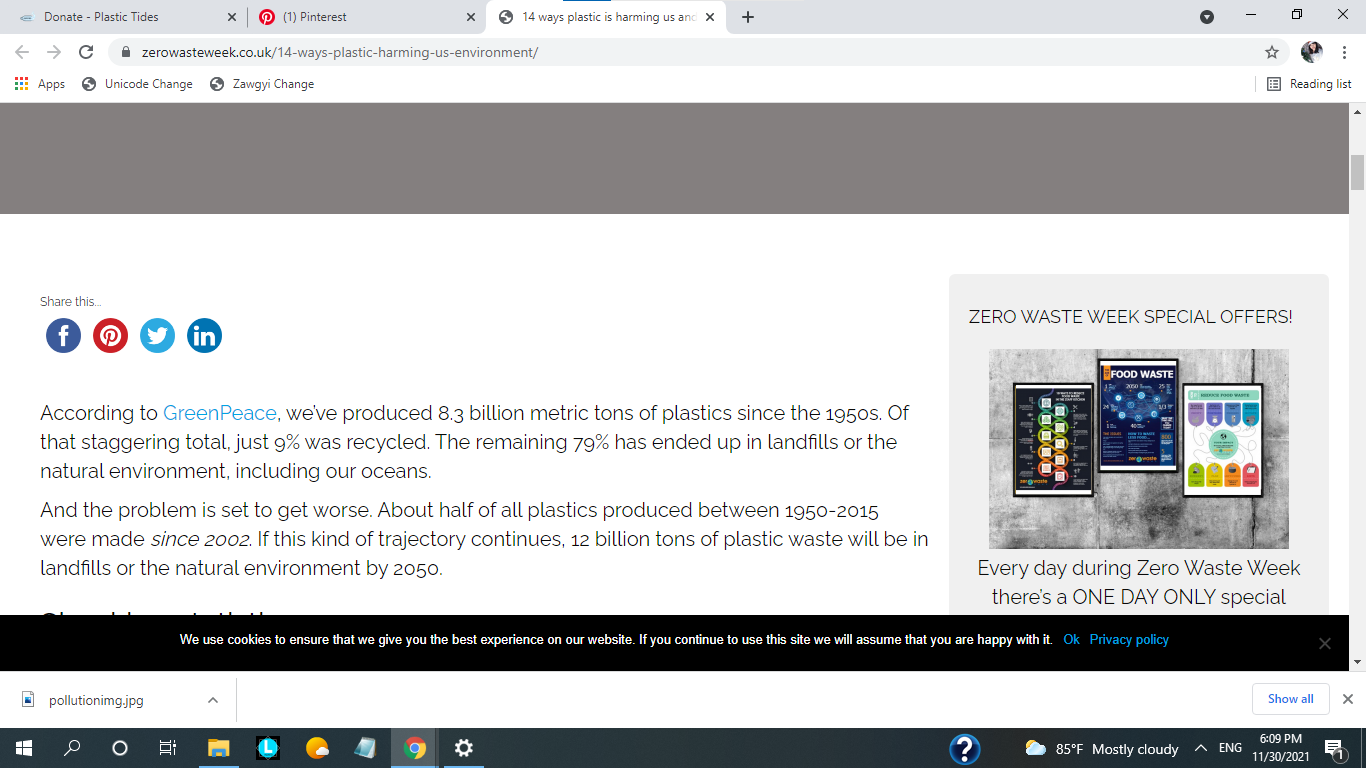 Donate - Plastic Tides
(1) Pinterest
14 ways plastic is harming us and
zerowasteweek.co.uk/14-ways-plastic-harming-us-environment/
Apps
Unicode Change
Zawgyi Change
Reading list
Share this...
According to GreenPeace, we've produced 8.3 billion metric tons of plastics since the 1950s. Of
that staggering total, just 9% was recycled. The remaining 79% has ended up in landfills or the
natural environment, including our oceans.
And the problem is set to get worse. About half of all plastics produced between 1950-2015
were made since 2002. If this kind of trajectory continues, 12 billion tons of plastic waste will be in
landfills or the natural environment by 2050.
ZERO WASTE WEEK SPECIAL OFFERS!
FOOD WASTE
2050
REDUCE FOOD WASTE
zero waste
Every day during Zero Waste Week
there's a ONE DAY ONLY special
We use cookies to ensure that we give you the best experience on our website. If you continue to use this site we will assume that you are happy with it. Ok Privacy policy
pollutionimg.jpg
Show all
85°F Mostly cloudy
ENG
6:09 PM
11/30/2021
1